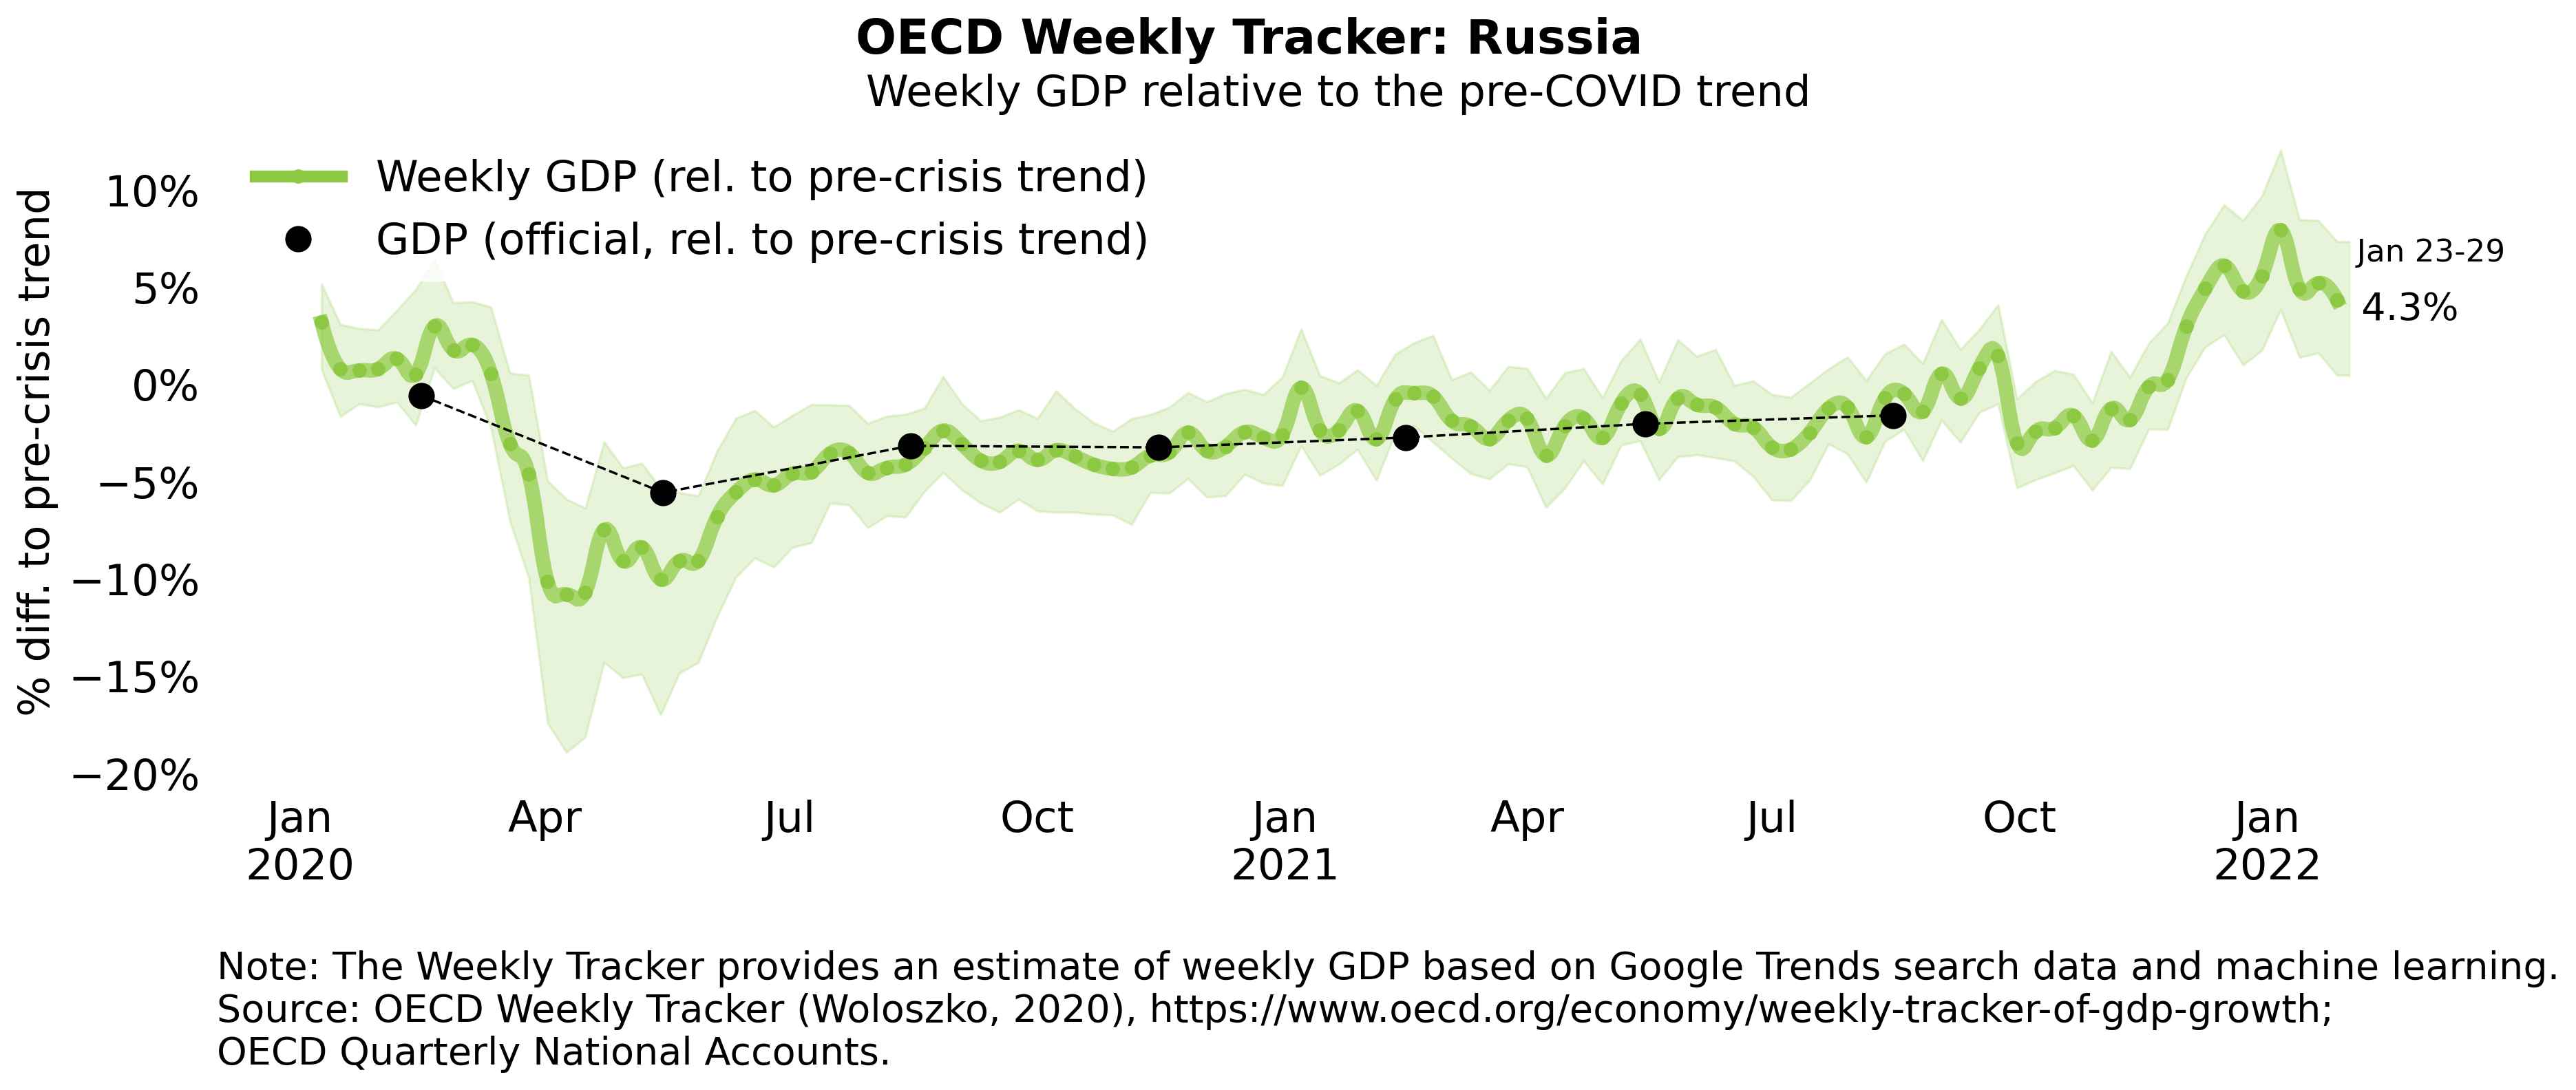 OECD Weekly Tracker: Russia
Weekly GDP relative to the pre-COVID trend
Weekly GDP (rel. to pre-crisis trend)
GDP (official, rel. to pre-crisis trend)
% diff. to pre-crisis trend
10%
5%
0%
−5%
−10%
−15%
−20%
Jan 23-29
4.3%
Jan Apr Jul Oct Jan Apr Jul Oct Jan
2020 2021 2022
Note: The Weekly Tracker provides an estimate of weekly GDP based on Google Trends search data and machine learning.
Source: OECD Weekly Tracker (Woloszko, 2020), https://www.oecd.org/economy/weekly-tracker-of-gdp-growth;
OECD Quarterly National Accounts.